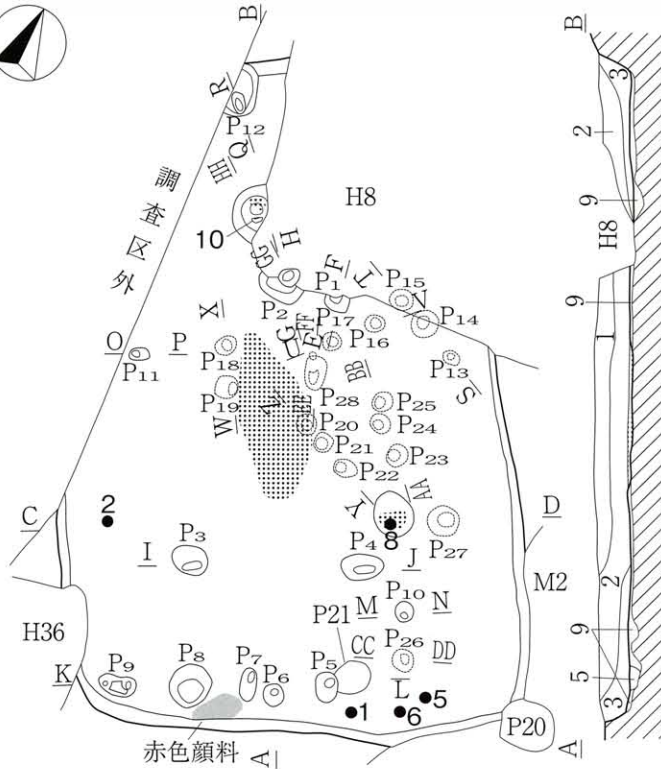 B
B
R
P12
Q
HH
3
2
調査区外
H8
9
10
H
GG
H8
F
T
P15
P1
V
P14
P2
P17
P16
X
G
FF
E
9
1
O
P
P18
P11
P13
BB
S
P19
P28
P25
W
Z
EE
P20
P24
P21
P23
P22
Y
AA
C
2
D
8
P27
P3
I
P4
J
M2
2
P10
M
N
P21
H36
CC
P26
DD
9
K
P9
P8
P7
P6
P5
L
5
5
1
6
P20
3
赤色顔料
A
A